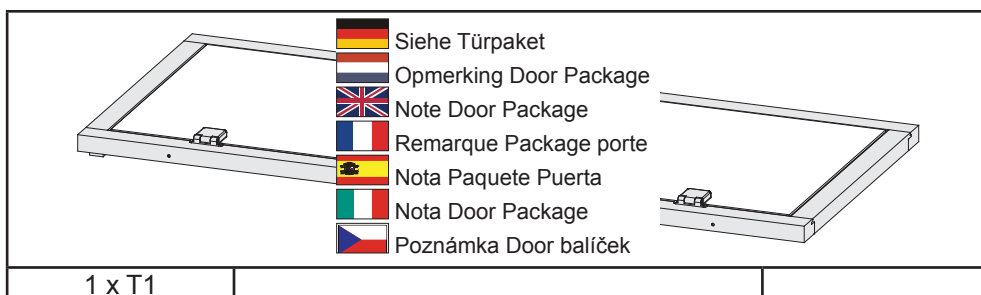 Siehe Türpaket
Opmerking Door Package
Note Door Package
Remarque Package porte
Nota Paquete Puerta
Nota Door Package
Poznámka Door balíček
1 x T1